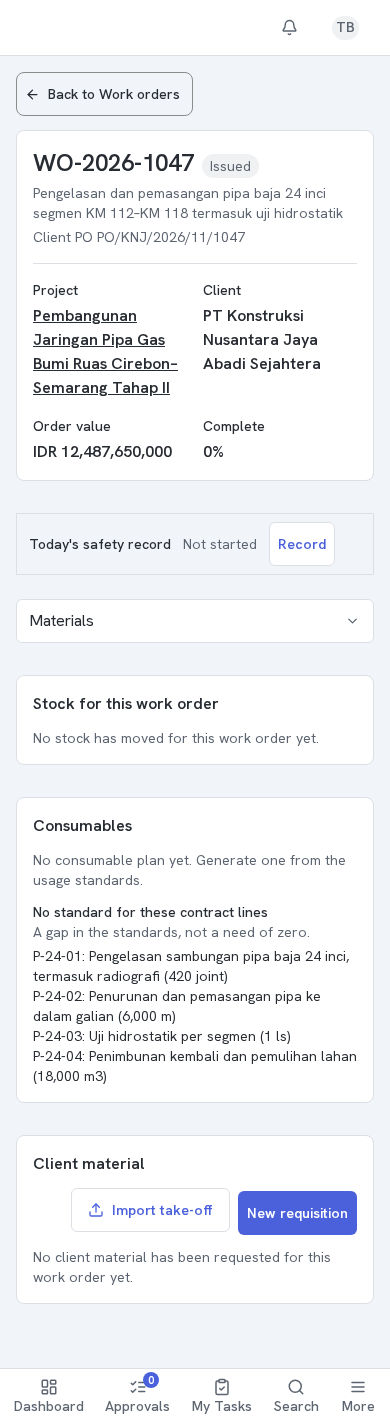 TB
Back to Work orders
WO-2026-1047 Issued
Pengelasan dan pemasangan pipa baja 24 inci
segmen KM 112–KM 118 termasuk uji hidrostatik
Client PO PO/KNJ/2026/11/1047
Project
Pembangunan
Jaringan Pipa Gas
Bumi Ruas Cirebon–
Semarang Tahap II
Client
PT Konstruksi
Nusantara Jaya
Abadi Sejahtera
Order value
IDR 12,487,650,000
Complete
0%
Today's safety record Not started Record
Materials
Stock for this work order
No stock has moved for this work order yet.
Consumables
No consumable plan yet. Generate one from the
usage standards.
No standard for these contract lines
A gap in the standards, not a need of zero.
P-24-01: Pengelasan sambungan pipa baja 24 inci,
termasuk radiografi (420 joint)
P-24-02: Penurunan dan pemasangan pipa ke
dalam galian (6,000 m)
P-24-03: Uji hidrostatik per segmen (1 ls)
P-24-04: Penimbunan kembali dan pemulihan lahan
(18,000 m3)
Client material
Import take-off New requisition
No client material has been requested for this
work order yet.
0
Dashboard Approvals My Tasks Search More